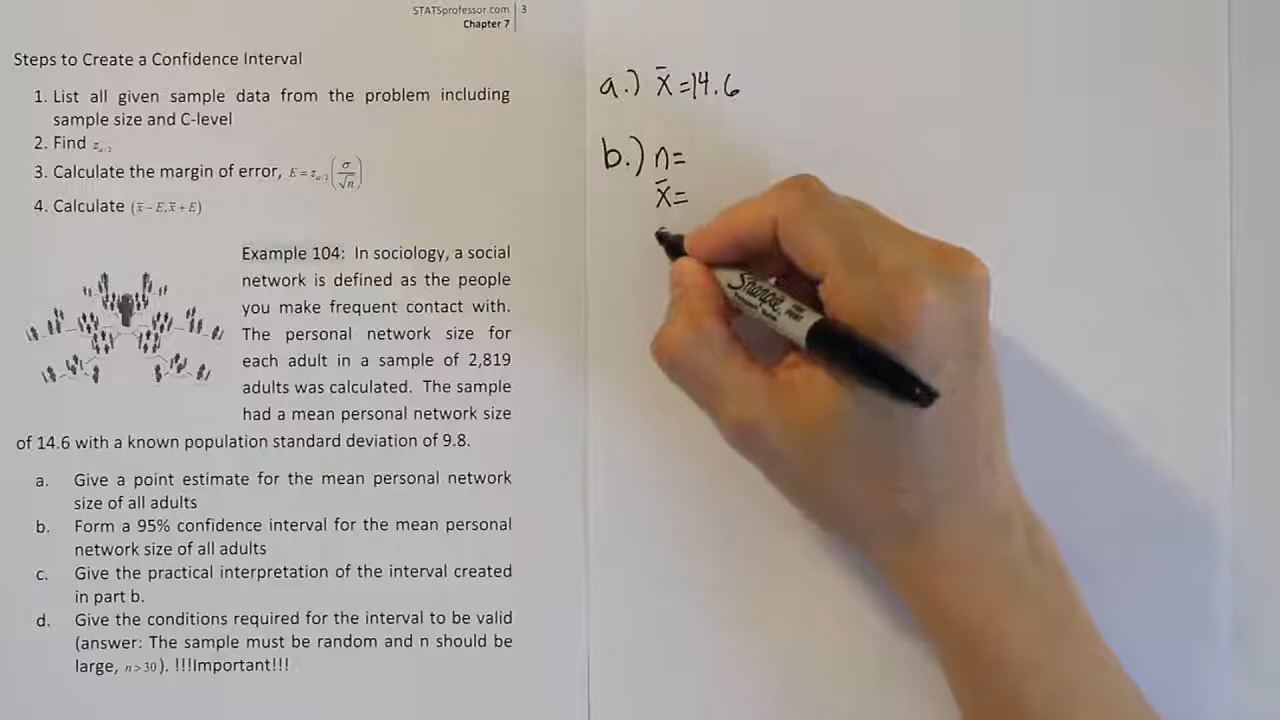 STATSprofessor.com 3
Chapter 7
Steps to Create a Confidence Interval
1. List all given sample data from the problem including
sample size and C-level
2. Find z_{α/2}
3. Calculate the margin of error, E = z_{α/2}(σ/√n)
4. Calculate (x̄ − E, x̄ + E)
Example 104: In sociology, a social
network is defined as the people
you make frequent contact with.
The personal network size for
each adult in a sample of 2,819
adults was calculated. The sample
had a mean personal network size
of 14.6 with a known population standard deviation of 9.8.
a. Give a point estimate for the mean personal network
size of all adults
b. Form a 95% confidence interval for the mean personal
network size of all adults
c. Give the practical interpretation of the interval created
in part b.
d. Give the conditions required for the interval to be valid
(answer: The sample must be random and n should be
large, n > 30). !!!Important!!!
a.) x̄ = 14.6
b.) n =
x̄ =
Sharpie